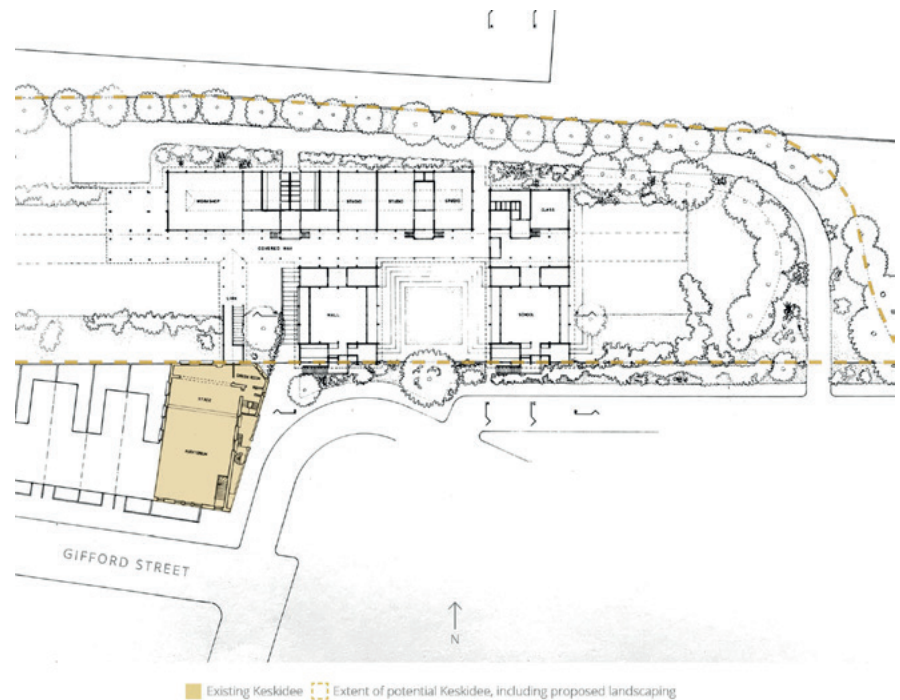 WORKSHOP
STUDIO
STUDIO
STUDIO
CLASS
COVERED WAY
LINK
HALL
SCHOOL
STAGE
AUDITORIUM
GIFFORD STREET
N
Existing Keskidee
Extent of potential Keskidee, including proposed landscaping